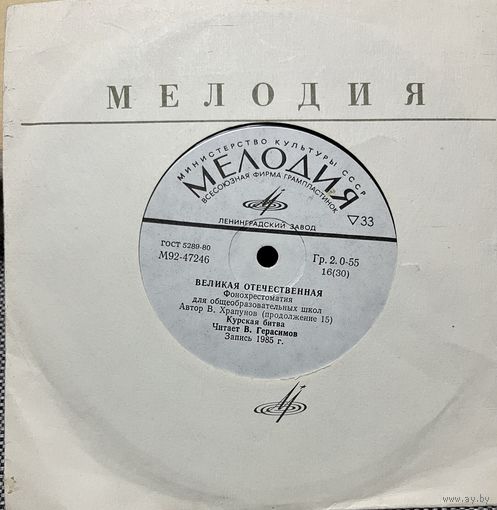 МЕЛОДИЯ
МИНИСТЕРСТВО КУЛЬТУРЫ СССР
МЕЛОДИЯ
ВСЕСОЮЗНАЯ ФИРМА ГРАМПЛАСТИНОК
ЛЕНИНГРАДСКИЙ ЗАВОД
▽33
ГОСТ 5289-80
М92-47246
Гр. 2. 0-55
16(30)
ВЕЛИКАЯ ОТЕЧЕСТВЕННАЯ
Фонохрестоматия
для общеобразовательных школ
Автор В. Храпунов (продолжение 15)
Курская битва
Читает В. Герасимов
Запись 1985 г.
www.ay.by